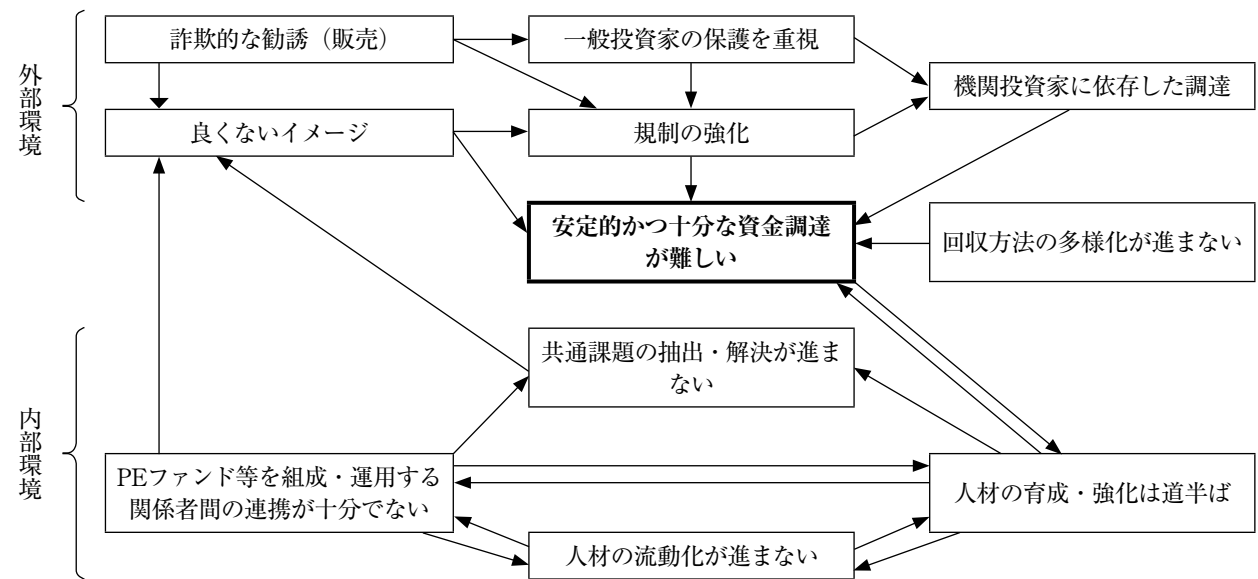 外部環境
詐欺的な勧誘（販売）
一般投資家の保護を重視
機関投資家に依存した調達
良くないイメージ
規制の強化
安定的かつ十分な資金調達
が難しい
回収方法の多様化が進まない
内部環境
共通課題の抽出・解決が進ま
ない
PEファンド等を組成・運用する
関係者間の連携が十分でない
人材の育成・強化は道半ば
人材の流動化が進まない